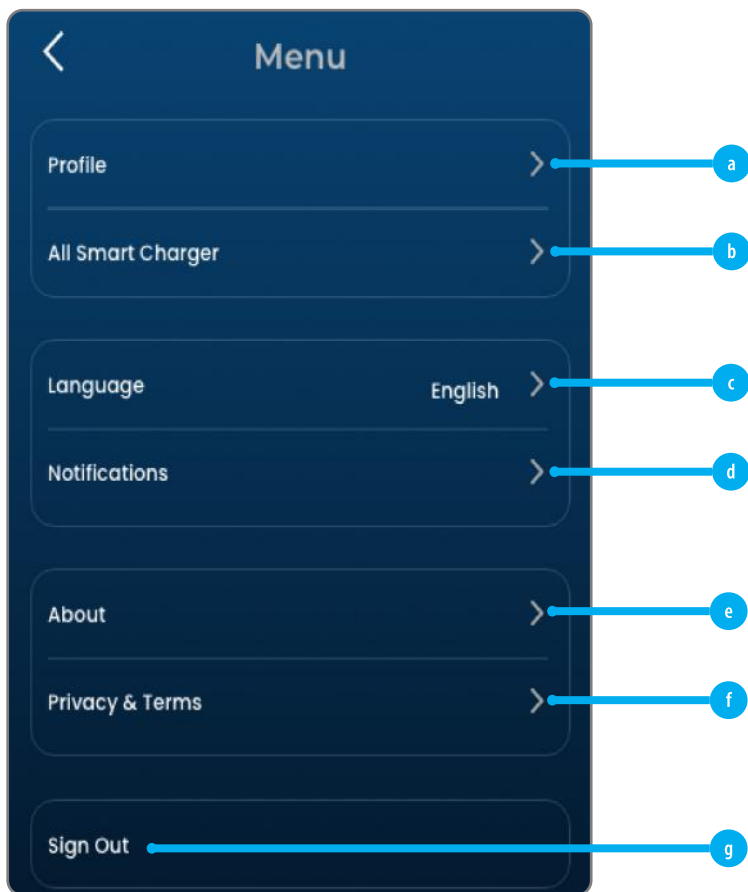 Menu
Profile
a
All Smart Charger
b
Language English
c
Notifications
d
About
e
Privacy & Terms
f
Sign Out
g